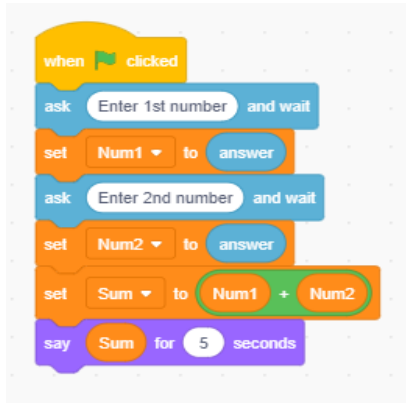 when clicked
ask Enter 1st number and wait
set Num1 to answer
ask Enter 2nd number and wait
set Num2 to answer
set Sum to Num1 + Num2
say Sum for 5 seconds